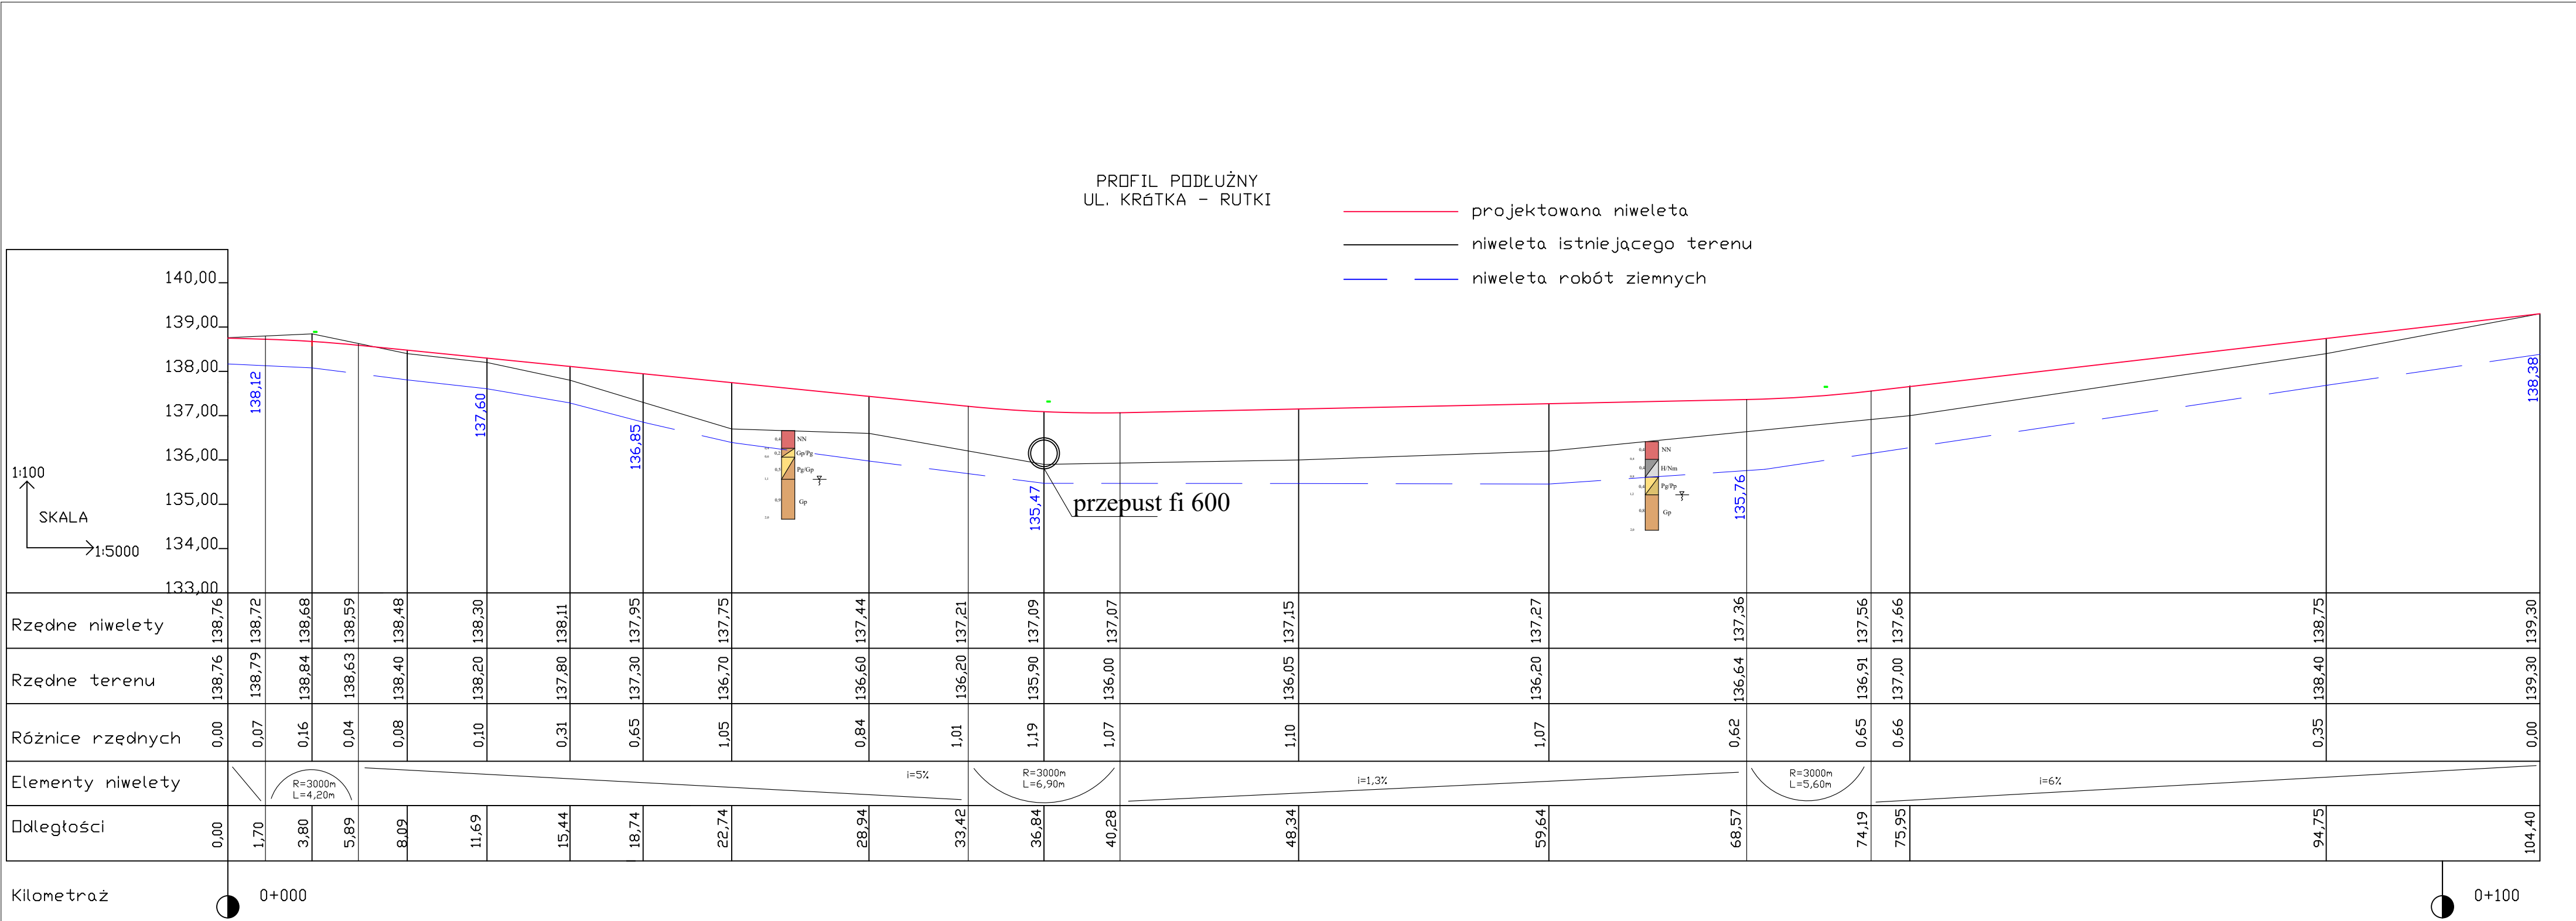 PROFIL PODŁUŻNY
UL. KRÓTKA - RUTKI
projektowana niweleta
niweleta istniejącego terenu
niweleta robót ziemnych
140,00
139,00
138,00
137,00
136,00
135,00
134,00
133,00
1:100
SKALA
1:5000
138,12
137,60
136,85
135,47
135,76
138,38
NN
Gp/Pg
Pg/Gp
Gp
przepust fi 600
NN
H/Nm
Pg/Pp
Gp
Rzędne niwelety 138,76 138,72 138,68 138,59 138,48 138,30 138,11 137,95 137,75 137,44 137,21 137,09 137,07 137,15 137,27 137,36 137,56 137,66 138,75 139,30
Rzędne terenu 138,76 138,79 138,84 138,63 138,40 138,20 137,80 137,30 136,70 136,60 136,20 135,90 136,00 136,05 136,20 136,64 136,91 137,00 138,40 139,30
Różnice rzędnych 0,00 0,07 0,16 0,04 0,08 0,10 0,31 0,65 1,05 0,84 1,01 1,19 1,07 1,10 1,07 0,62 0,65 0,66 0,35 0,00
Elementy niwelety
R=3000m
L=4,20m
i=5%
R=3000m
L=6,90m
i=1,3%
R=3000m
L=5,60m
i=6%
Odległości 0,00 1,70 3,80 5,89 8,09 11,69 15,44 18,74 22,74 28,94 33,42 36,84 40,28 48,34 59,64 68,57 74,19 75,95 94,75 104,40
Kilometraż 0+000 0+100